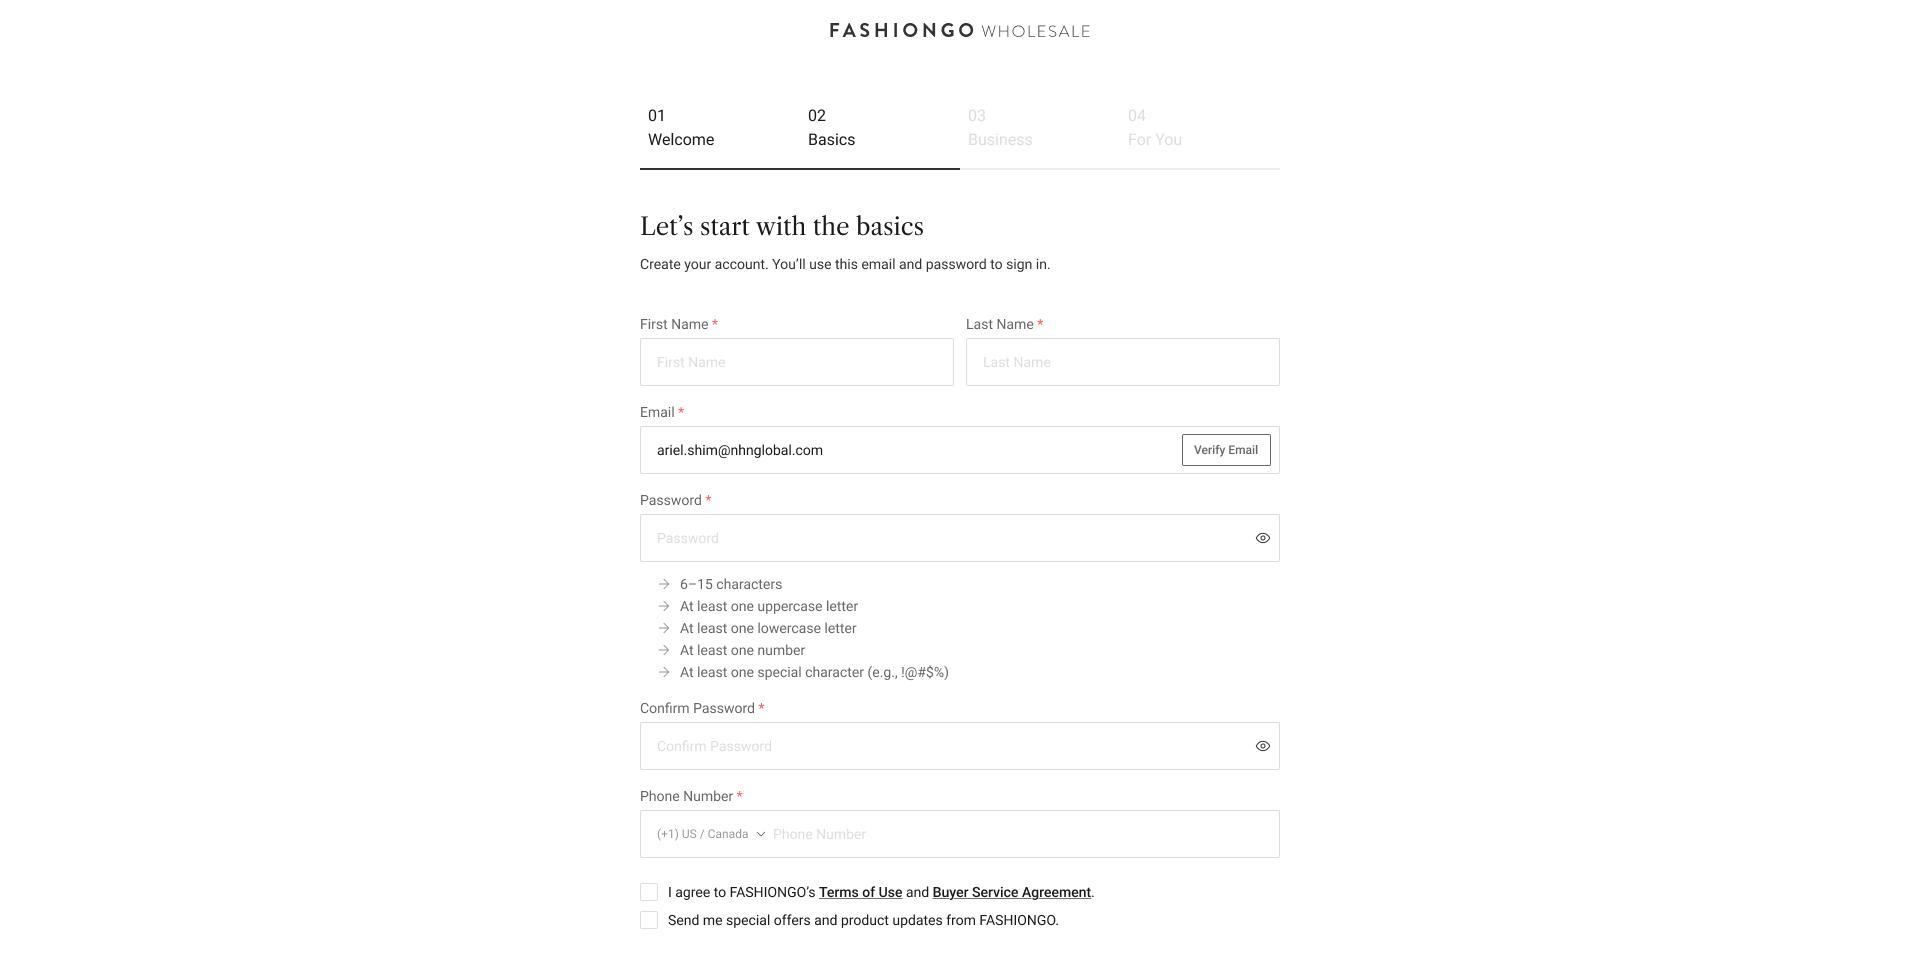 FASHIONGO WHOLESALE
01 02 03 04
Welcome Basics Business For You
Let’s start with the basics
Create your account. You’ll use this email and password to sign in.
First Name * Last Name *
First Name Last Name
Email *
ariel.shim@nhnglobal.com Verify Email
Password *
Password
6–15 characters
At least one uppercase letter
At least one lowercase letter
At least one number
At least one special character (e.g., !@#$%)
Confirm Password *
Confirm Password
Phone Number *
(+1) US / Canada Phone Number
I agree to FASHIONGO’s Terms of Use and Buyer Service Agreement.
Send me special offers and product updates from FASHIONGO.